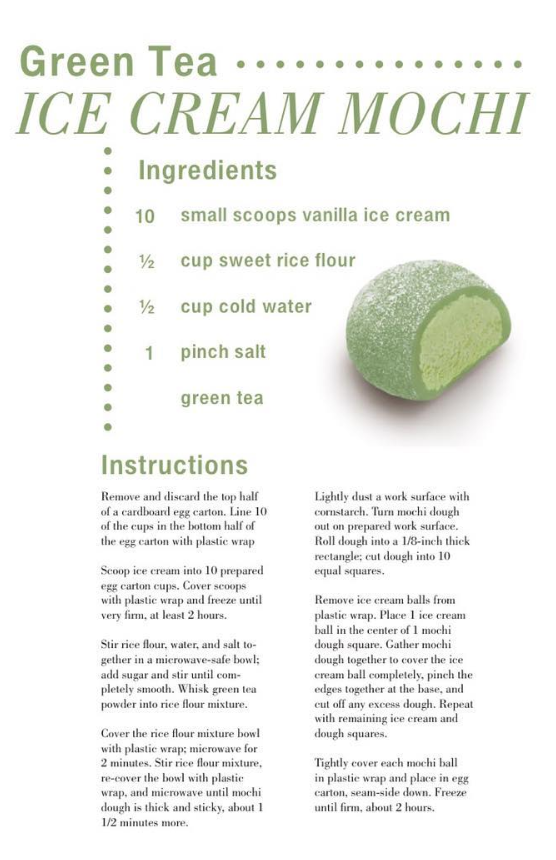 Green Tea
ICE CREAM MOCHI
Ingredients
10 small scoops vanilla ice cream
½ cup sweet rice flour
½ cup cold water
1 pinch salt
green tea
Instructions
Remove and discard the top half
of a cardboard egg carton. Line 10
of the cups in the bottom half of
the egg carton with plastic wrap
Scoop ice cream into 10 prepared
egg carton cups. Cover scoops
with plastic wrap and freeze until
very firm, at least 2 hours.
Stir rice flour, water, and salt to-
gether in a microwave-safe bowl;
add sugar and stir until com-
pletely smooth. Whisk green tea
powder into rice flour mixture.
Cover the rice flour mixture bowl
with plastic wrap; microwave for
2 minutes. Stir rice flour mixture,
re-cover the bowl with plastic
wrap, and microwave until mochi
dough is thick and sticky, about 1
1/2 minutes more.
Lightly dust a work surface with
cornstarch. Turn mochi dough
out on prepared work surface.
Roll dough into a 1/8-inch thick
rectangle; cut dough into 10
equal squares.
Remove ice cream balls from
plastic wrap. Place 1 ice cream
ball in the center of 1 mochi
dough square. Gather mochi
dough together to cover the ice
cream ball completely, pinch the
edges together at the base, and
cut off any excess dough. Repeat
with remaining ice cream and
dough squares.
Tightly cover each mochi ball
in plastic wrap and place in egg
carton, seam-side down. Freeze
until firm, about 2 hours.